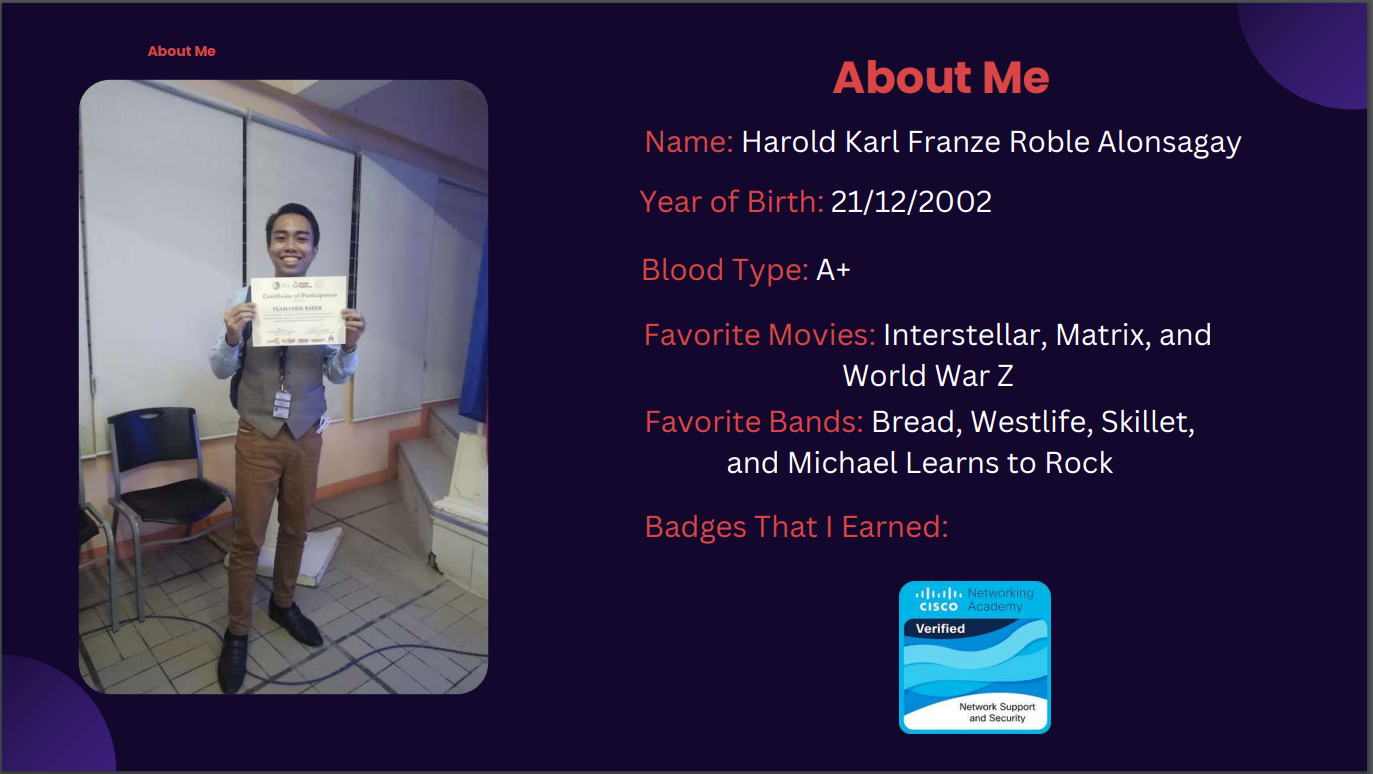 About Me
Certificate of Participation
About Me
Name: Harold Karl Franze Roble Alonsagay
Year of Birth: 21/12/2002
Blood Type: A+
Favorite Movies: Interstellar, Matrix, and
World War Z
Favorite Bands: Bread, Westlife, Skillet,
and Michael Learns to Rock
Badges That I Earned:
CISCO Networking
Academy
Verified
Network Support
and Security